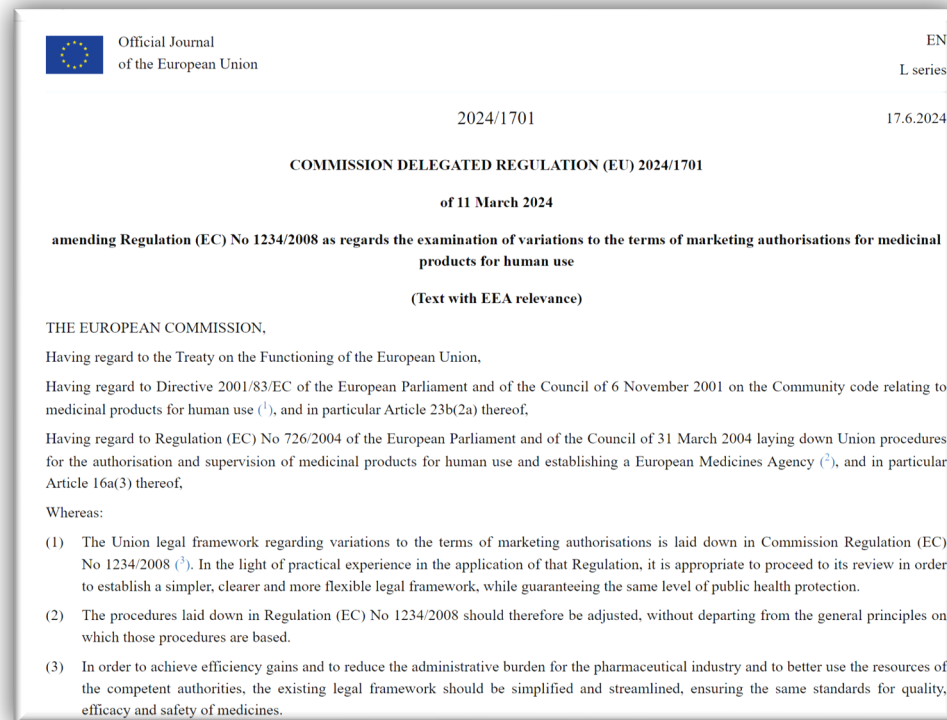 Official Journal
of the European Union
EN
L series
2024/1701
17.6.2024
COMMISSION DELEGATED REGULATION (EU) 2024/1701
of 11 March 2024
amending Regulation (EC) No 1234/2008 as regards the examination of variations to the terms of marketing authorisations for medicinal
products for human use
(Text with EEA relevance)
THE EUROPEAN COMMISSION,
Having regard to the Treaty on the Functioning of the European Union,
Having regard to Directive 2001/83/EC of the European Parliament and of the Council of 6 November 2001 on the Community code relating to
medicinal products for human use (1), and in particular Article 23b(2a) thereof,
Having regard to Regulation (EC) No 726/2004 of the European Parliament and of the Council of 31 March 2004 laying down Union procedures
for the authorisation and supervision of medicinal products for human use and establishing a European Medicines Agency (2), and in particular
Article 16a(3) thereof,
Whereas:
(1) The Union legal framework regarding variations to the terms of marketing authorisations is laid down in Commission Regulation (EC)
No 1234/2008 (3). In the light of practical experience in the application of that Regulation, it is appropriate to proceed to its review in order
to establish a simpler, clearer and more flexible legal framework, while guaranteeing the same level of public health protection.
(2) The procedures laid down in Regulation (EC) No 1234/2008 should therefore be adjusted, without departing from the general principles on
which those procedures are based.
(3) In order to achieve efficiency gains and to reduce the administrative burden for the pharmaceutical industry and to better use the resources of
the competent authorities, the existing legal framework should be simplified and streamlined, ensuring the same standards for quality,
efficacy and safety of medicines.